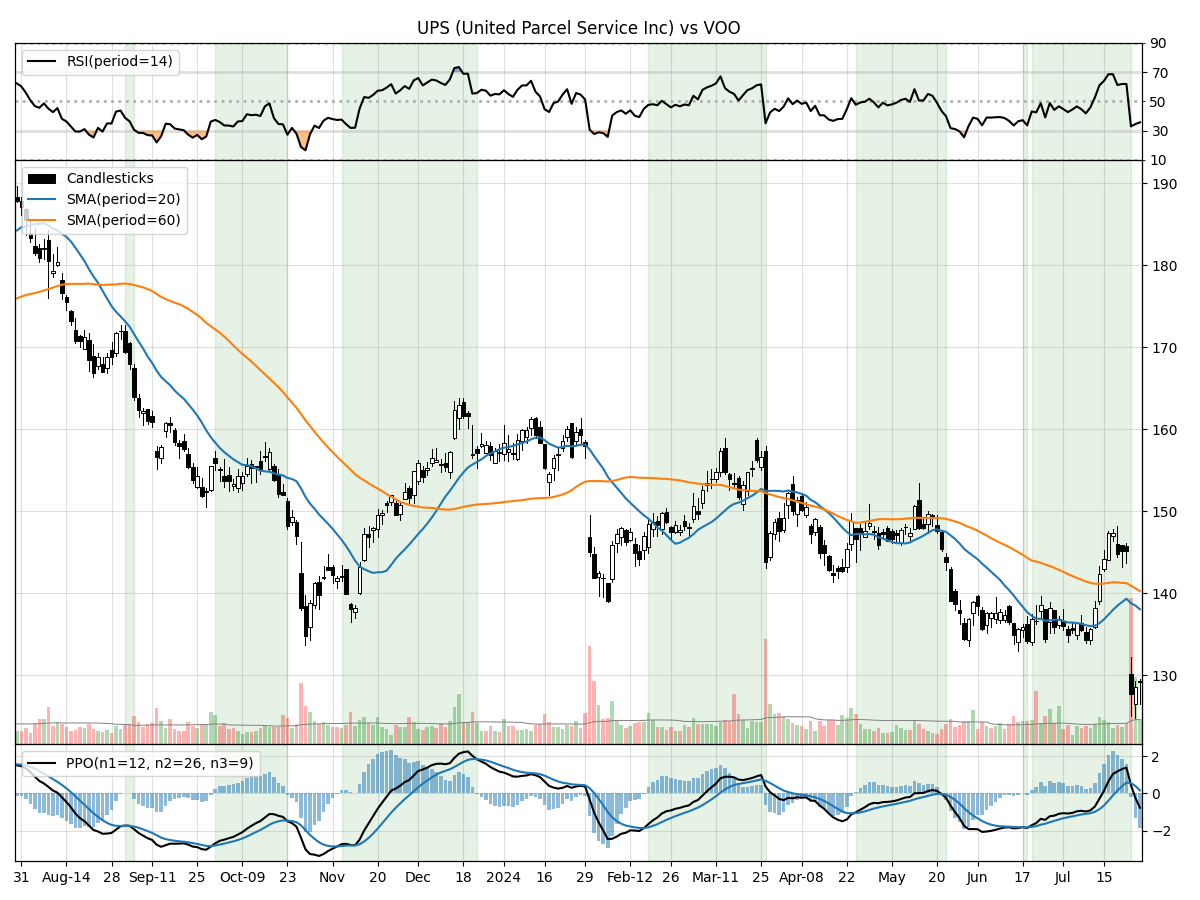 UPS (United Parcel Service Inc) vs VOO
RSI(period=14)
90
70
50
30
10
Candlesticks
SMA(period=20)
SMA(period=60)
190
180
170
160
150
140
130
PPO(n1=12, n2=26, n3=9)
2
0
−2
31 Aug-14 28 Sep-11 25 Oct-09 23 Nov 20 Dec 18 2024 16 29 Feb-12 26 Mar-11 25 Apr-08 22 May 20 Jun 17 Jul 15